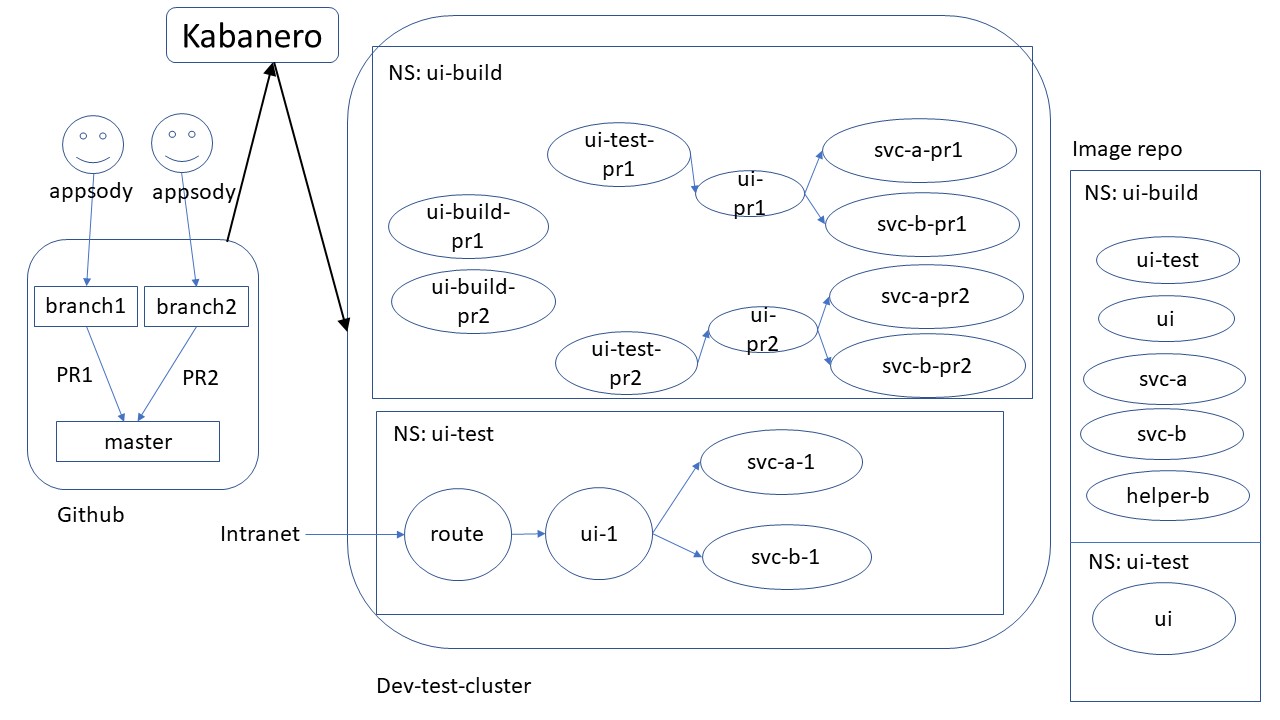 Kabanero
appsody
appsody
branch1
branch2
PR1
PR2
master
Github
NS: ui-build
ui-test-
pr1
ui-
pr1
svc-a-pr1
svc-b-pr1
ui-build-
pr1
ui-build-
pr2
ui-test-
pr2
ui-
pr2
svc-a-pr2
svc-b-pr2
NS: ui-test
Intranet
route
ui-1
svc-a-1
svc-b-1
Dev-test-cluster
Image repo
NS: ui-build
ui-test
ui
svc-a
svc-b
helper-b
NS: ui-test
ui